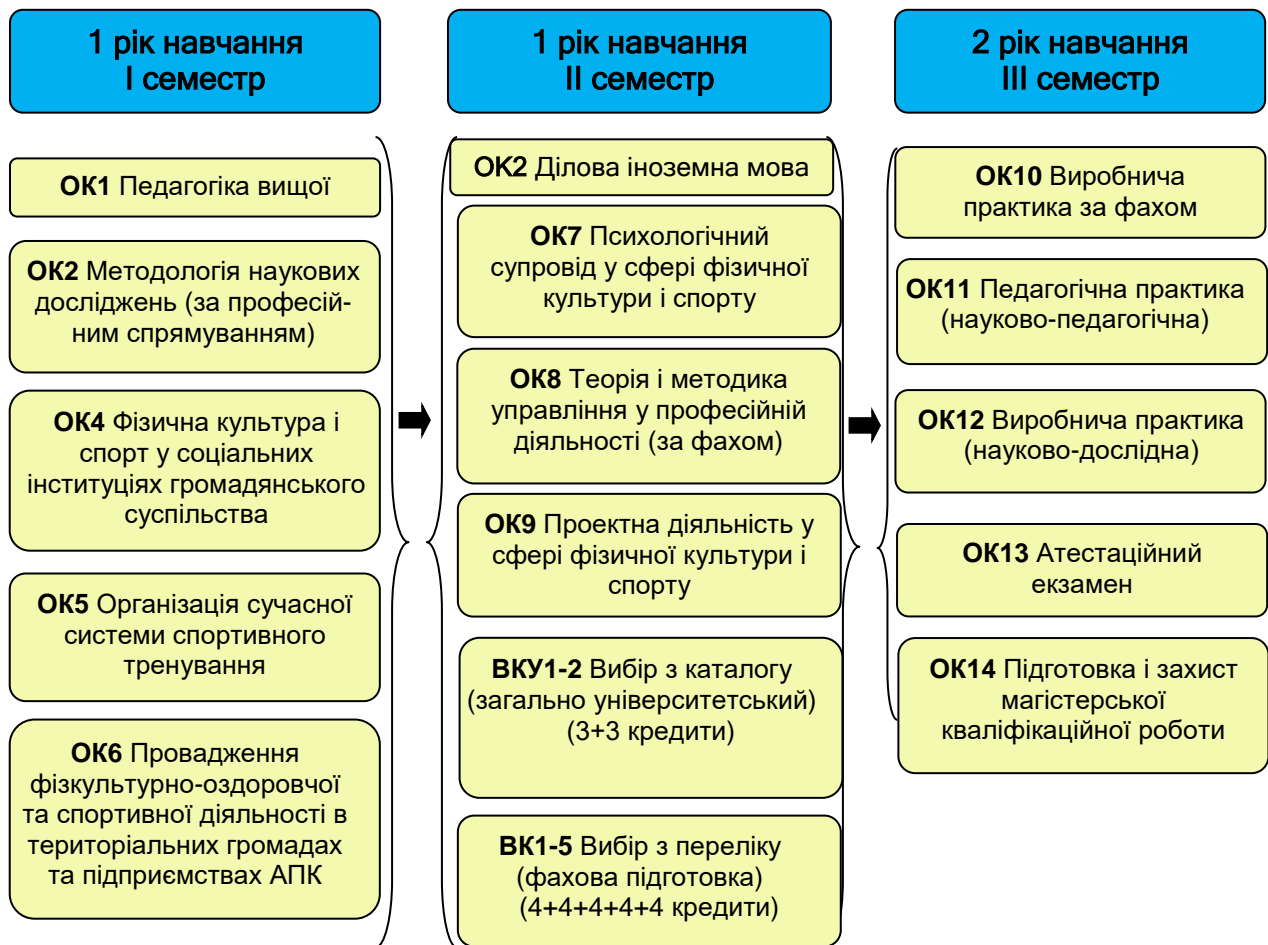 1 рік навчання
І семестр
1 рік навчання
ІІ семестр
2 рік навчання
ІІІ семестр
ОК1 Педагогіка вищої
ОК2 Методологія наукових
досліджень (за професій-
ним спрямуванням)
ОК4 Фізична культура і
спорт у соціальних
інституціях громадянського
суспільства
ОК5 Організація сучасної
системи спортивного
тренування
ОК6 Провадження
фізкультурно-оздоровчої
та спортивної діяльності в
територіальних громадах
та підприємствах АПК
ОК2 Ділова іноземна мова
ОК7 Психологічний
супровід у сфері фізичної
культури і спорту
ОК8 Теорія і методика
управління у професійній
діяльності (за фахом)
ОК9 Проектна діяльність у
сфері фізичної культури і
спорту
ВКУ1-2 Вибір з каталогу
(загально університетський)
(3+3 кредити)
ВК1-5 Вибір з переліку
(фахова підготовка)
(4+4+4+4+4 кредити)
ОК10 Виробнича
практика за фахом
ОК11 Педагогічна практика
(науково-педагогічна)
ОК12 Виробнича практика
(науково-дослідна)
ОК13 Атестаційний
екзамен
ОК14 Підготовка і захист
магістерської
кваліфікаційної роботи